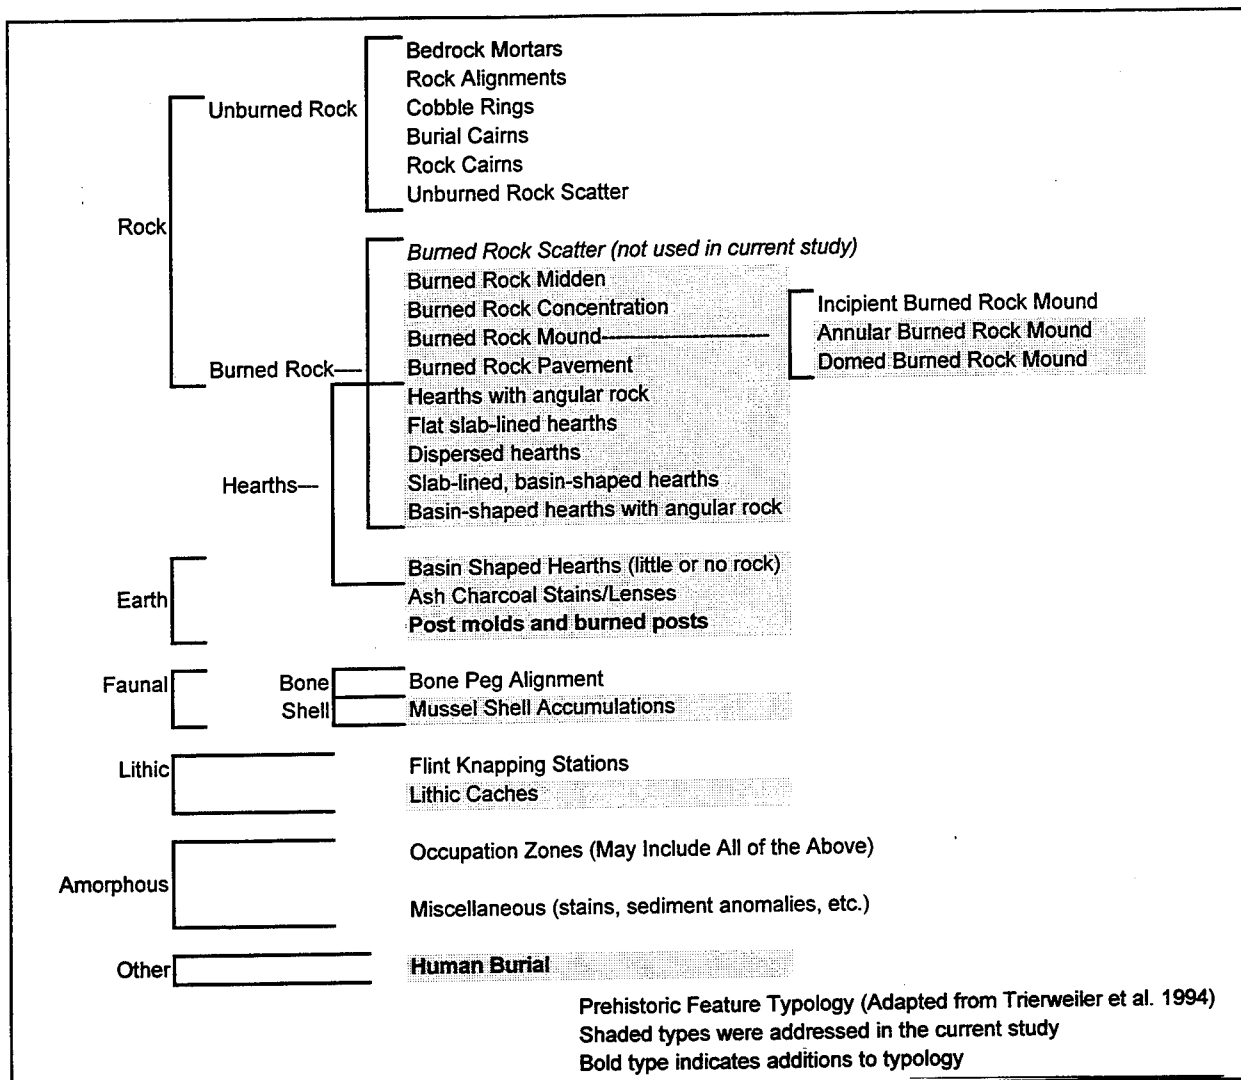 Bedrock Mortars
Rock Alignments
Unburned Rock
Cobble Rings
Burial Cairns
Rock Cairns
Unburned Rock Scatter
Rock
Burned Rock Scatter (not used in current study)
Burned Rock Midden
Burned Rock Concentration
Incipient Burned Rock Mound
Burned Rock Mound
Annular Burned Rock Mound
Burned Rock
Burned Rock Pavement
Domed Burned Rock Mound
Hearths with angular rock
Flat slab-lined hearths
Dispersed hearths
Hearths
Slab-lined, basin-shaped hearths
Basin-shaped hearths with angular rock
Basin Shaped Hearths (little or no rock)
Earth
Ash Charcoal Stains/Lenses
Post molds and burned posts
Faunal
Bone
Bone Peg Alignment
Shell
Mussel Shell Accumulations
Lithic
Flint Knapping Stations
Lithic Caches
Occupation Zones (May Include All of the Above)
Amorphous
Miscellaneous (stains, sediment anomalies, etc.)
Other
Human Burial
Prehistoric Feature Typology (Adapted from Trierweiler et al. 1994)
Shaded types were addressed in the current study
Bold type indicates additions to typology